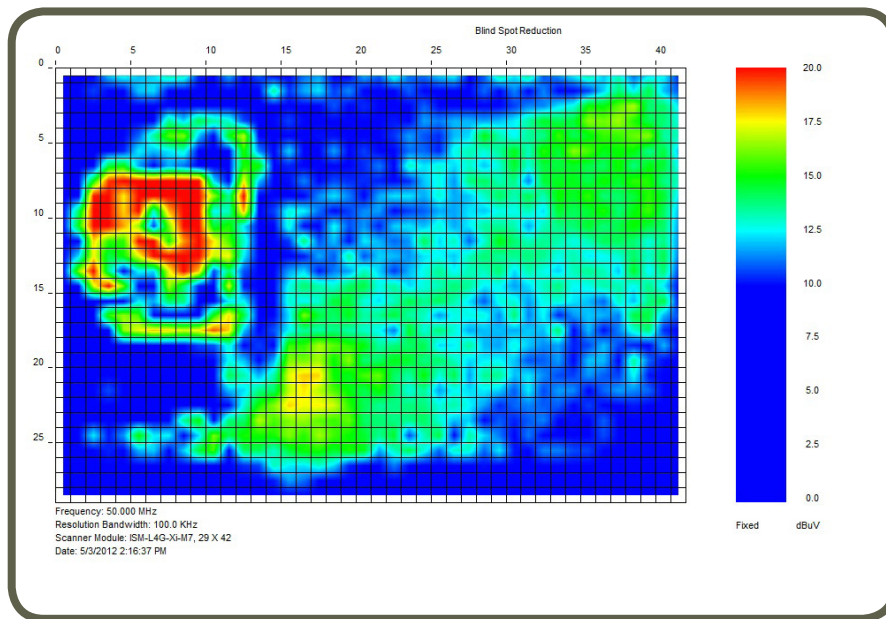 Blind Spot Reduction
0 5 10 15 20 25 30 35 40
0
5
10
15
20
25
20.0
17.5
15.0
12.5
10.0
7.5
5.0
2.5
0.0
Fixed dBuV
Frequency: 50.000 MHz
Resolution Bandwidth: 100.0 KHz
Scanner Module: ISM-L4G-Xi-M7, 29 X 42
Date: 5/3/2012 2:16:37 PM